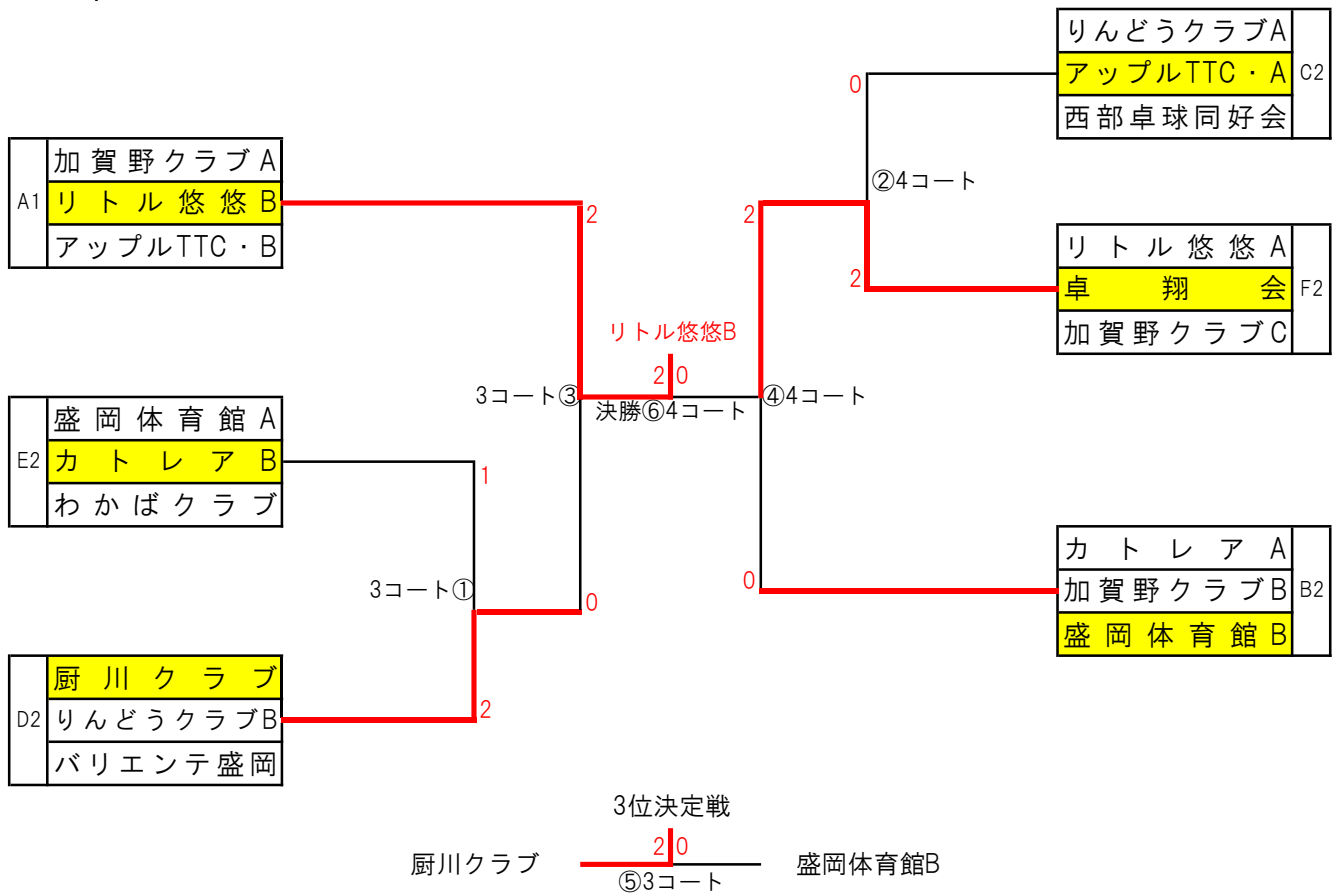 りんどうクラブA
アップルTTC・A
西部卓球同好会
C2
0
②4コート
加賀野クラブA
リトル悠悠B
アップルTTC・B
A1
2
2
2
リトル悠悠A
卓翔会
加賀野クラブC
F2
リトル悠悠B
2 0
3コート③
決勝⑥4コート
④4コート
盛岡体育館A
カトレアB
わかばクラブ
E2
1
3コート①
0
0
カトレアA
加賀野クラブB
盛岡体育館B
B2
厨川クラブ
りんどうクラブB
バリエンテ盛岡
D2
2
3位決定戦
2 0
厨川クラブ
盛岡体育館B
⑤3コート